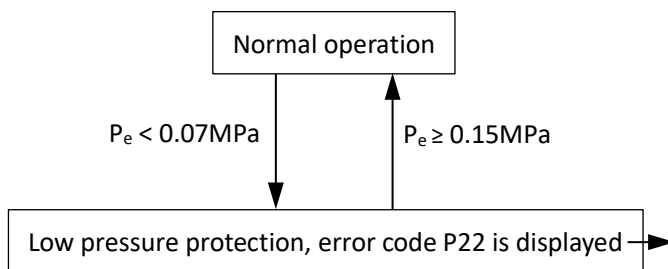 Normal operation
Pₑ < 0.07MPa
Pₑ ≥ 0.15MPa
Low pressure protection, error code P22 is displayed